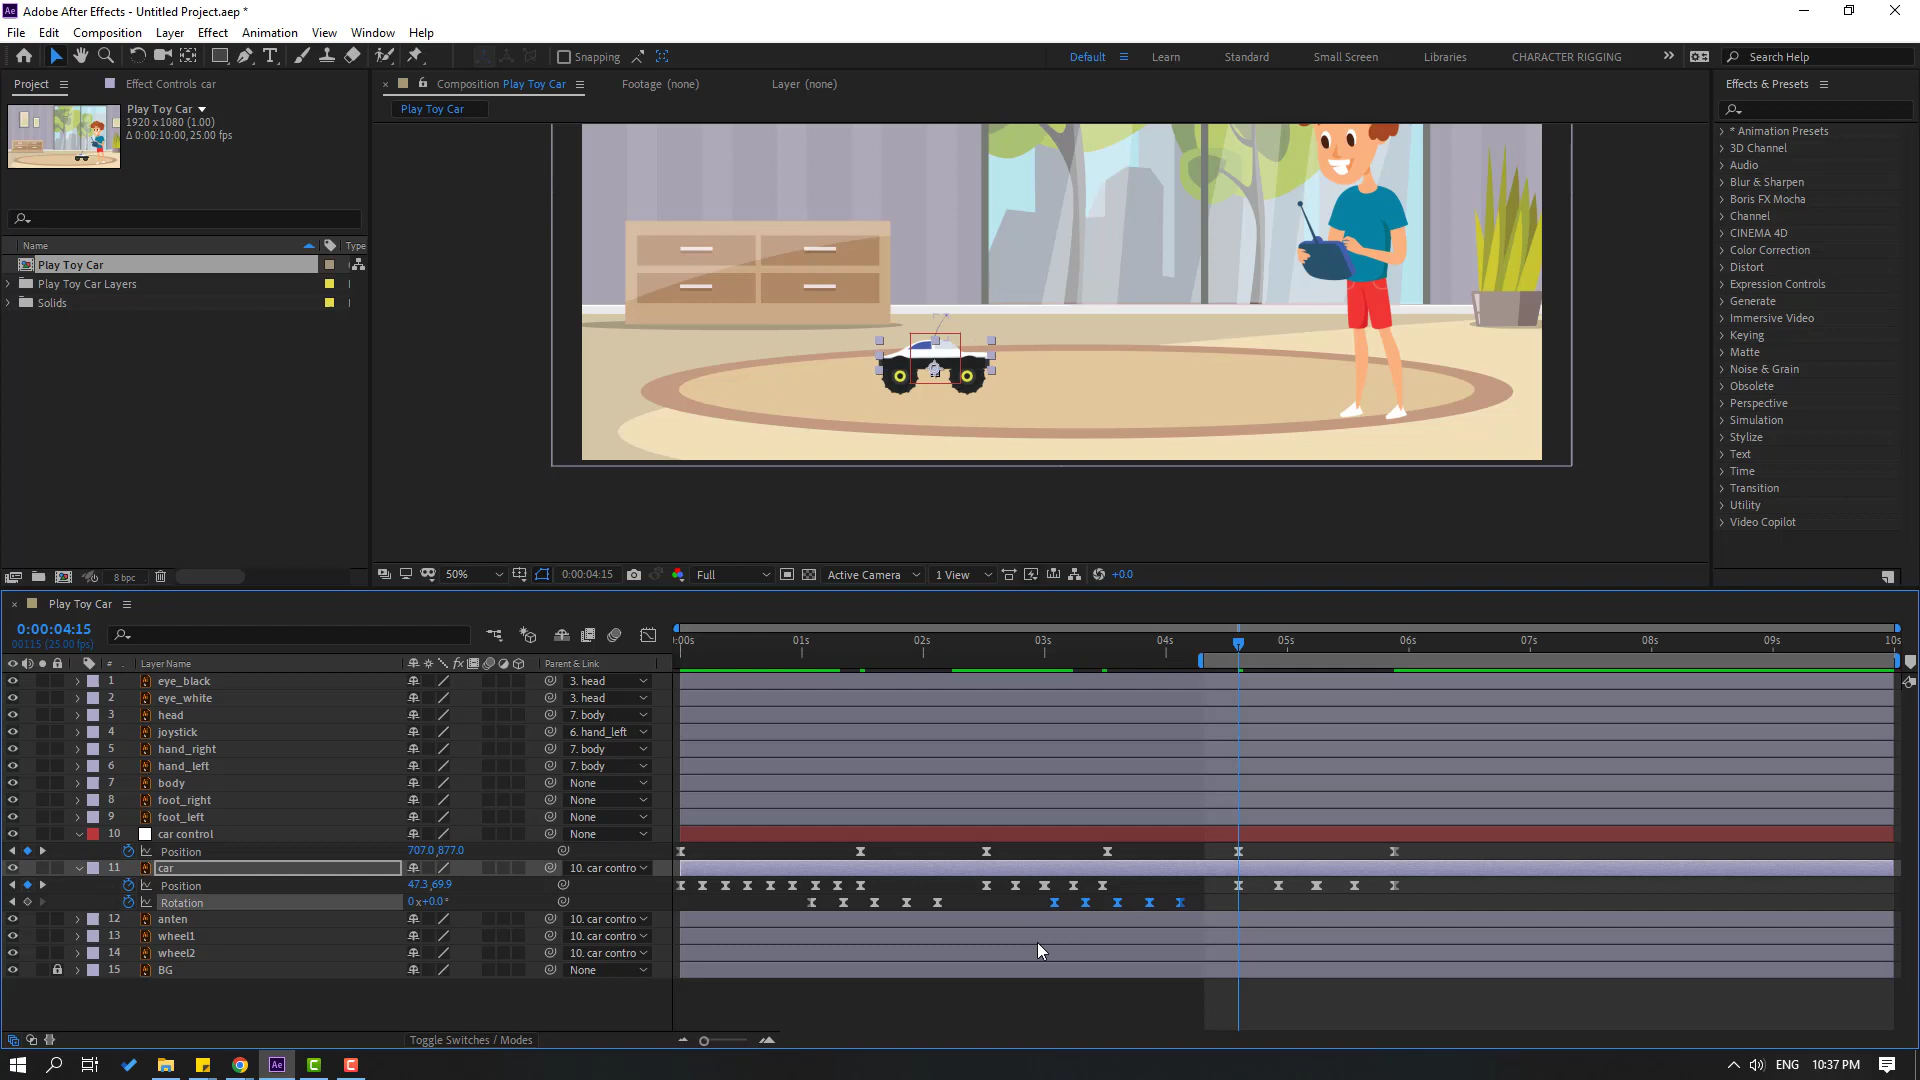 Adobe After Effects - Untitled Project.aep *
File Edit Composition Layer Effect Animation View Window Help
Snapping Default Learn Standard Small Screen Libraries CHARACTER RIGGING Search Help
Project Effect Controls car Composition Play Toy Car Footage (none) Layer (none) Effects & Presets
Play Toy Car
1920 x 1080 (1.00)
Δ 0:00:10:00, 25.00 fps
Play Toy Car
Name Type
Play Toy Car
Play Toy Car Layers
Solids
* Animation Presets
3D Channel
Audio
Blur & Sharpen
Boris FX Mocha
Channel
CINEMA 4D
Color Correction
Distort
Expression Controls
Generate
Immersive Video
Keying
Matte
Noise & Grain
Obsolete
Perspective
Simulation
Stylize
Text
Time
Transition
Utility
Video Copilot
8 bpc 50% 0:00:04:15 Full Active Camera 1 View +0.0
Play Toy Car
0:00:04:15
00115 (25.00 fps)
:00s 01s 02s 03s 04s 05s 06s 07s 08s 09s 10s
# Layer Name fx Parent & Link
1 eye_black 3. head
2 eye_white 3. head
3 head 7. body
4 joystick 6. hand_left
5 hand_right 7. body
6 hand_left 7. body
7 body None
8 foot_right None
9 foot_left None
10 car control None
Position 707.0,877.0
11 car 10. car contro
Position 47.3,69.9
Rotation 0x+0.0°
12 anten 10. car contro
13 wheel1 10. car contro
14 wheel2 10. car contro
15 BG None
Toggle Switches / Modes
ENG 10:37 PM